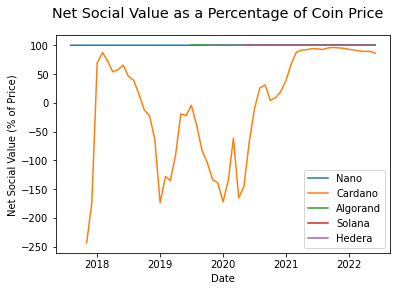 Net Social Value as a Percentage of Coin Price
Net Social Value (% of Price)
100
50
0
−50
−100
−150
−200
−250
2018
2019
2020
2021
2022
Date
Nano
Cardano
Algorand
Solana
Hedera